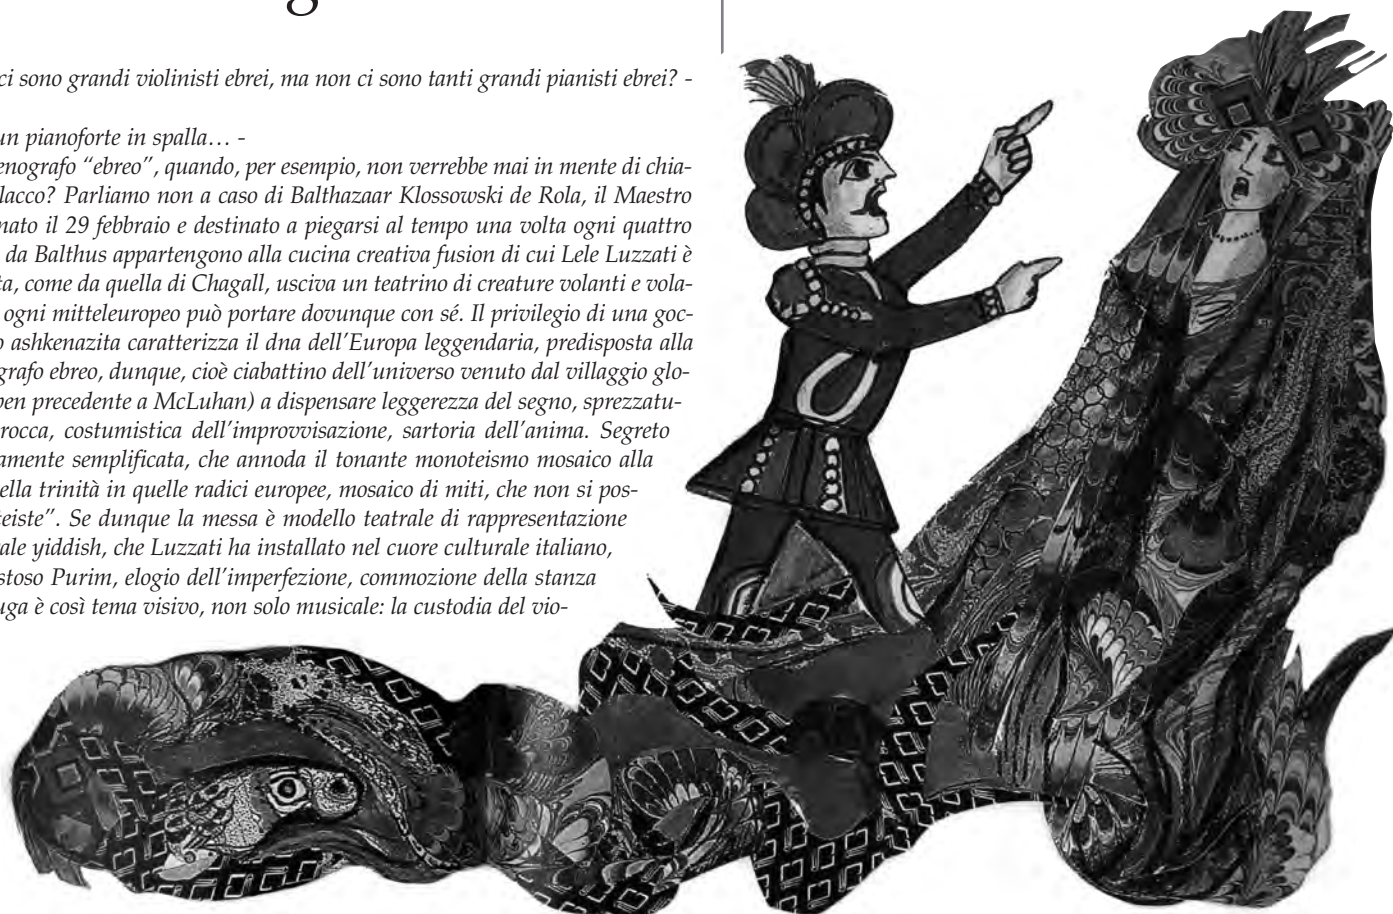 g
ci sono grandi violinisti ebrei, ma non ci sono tanti grandi pianisti ebrei? -
un pianoforte in spalla… -
enografo “ebreo”, quando, per esempio, non verrebbe mai in mente di chia-
lacco? Parliamo non a caso di Balthazaar Klossowski de Rola, il Maestro
nato il 29 febbraio e destinato a piegarsi al tempo una volta ogni quattro
da Balthus appartengono alla cucina creativa fusion di cui Lele Luzzati è
ta, come da quella di Chagall, usciva un teatrino di creature volanti e vola-
ogni mitteleuropeo può portare dovunque con sé. Il privilegio di una goc-
o ashkenazita caratterizza il dna dell’Europa leggendaria, predisposta alla
grafo ebreo, dunque, cioè ciabattino dell’universo venuto dal villaggio glo-
ben precedente a McLuhan) a dispensare leggerezza del segno, sprezzatu-
rocca, costumistica dell’improvvisazione, sartoria dell’anima. Segreto
amente semplificata, che annoda il tonante monoteismo mosaico alla
ella trinità in quelle radici europee, mosaico di miti, che non si pos-
teiste”. Se dunque la messa è modello teatrale di rappresentazione
rale yiddish, che Luzzati ha installato nel cuore culturale italiano,
stoso Purim, elogio dell’imperfezione, commozione della stanza
uga è così tema visivo, non solo musicale: la custodia del vio-